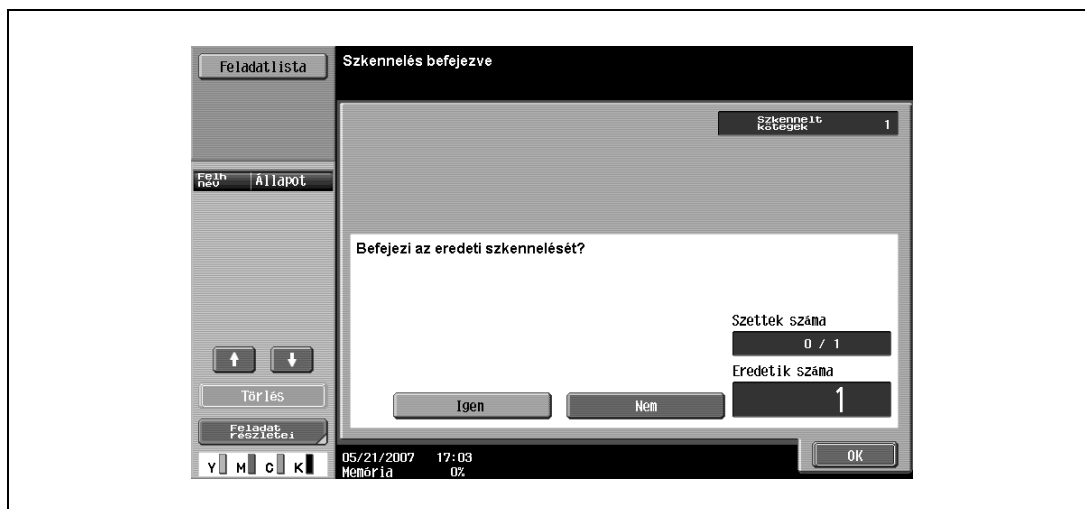 Feladatlista
Szkennelés befejezve
Szkennelt
kötegek 1
Felh
név Állapot
Befejezi az eredeti szkennelését?
Szettek száma
0 / 1
Eredetik száma
1
Igen Nem
Törlés
Feladat
részletei
Y M C K
05/21/2007 17:03
Memória 0%
OK